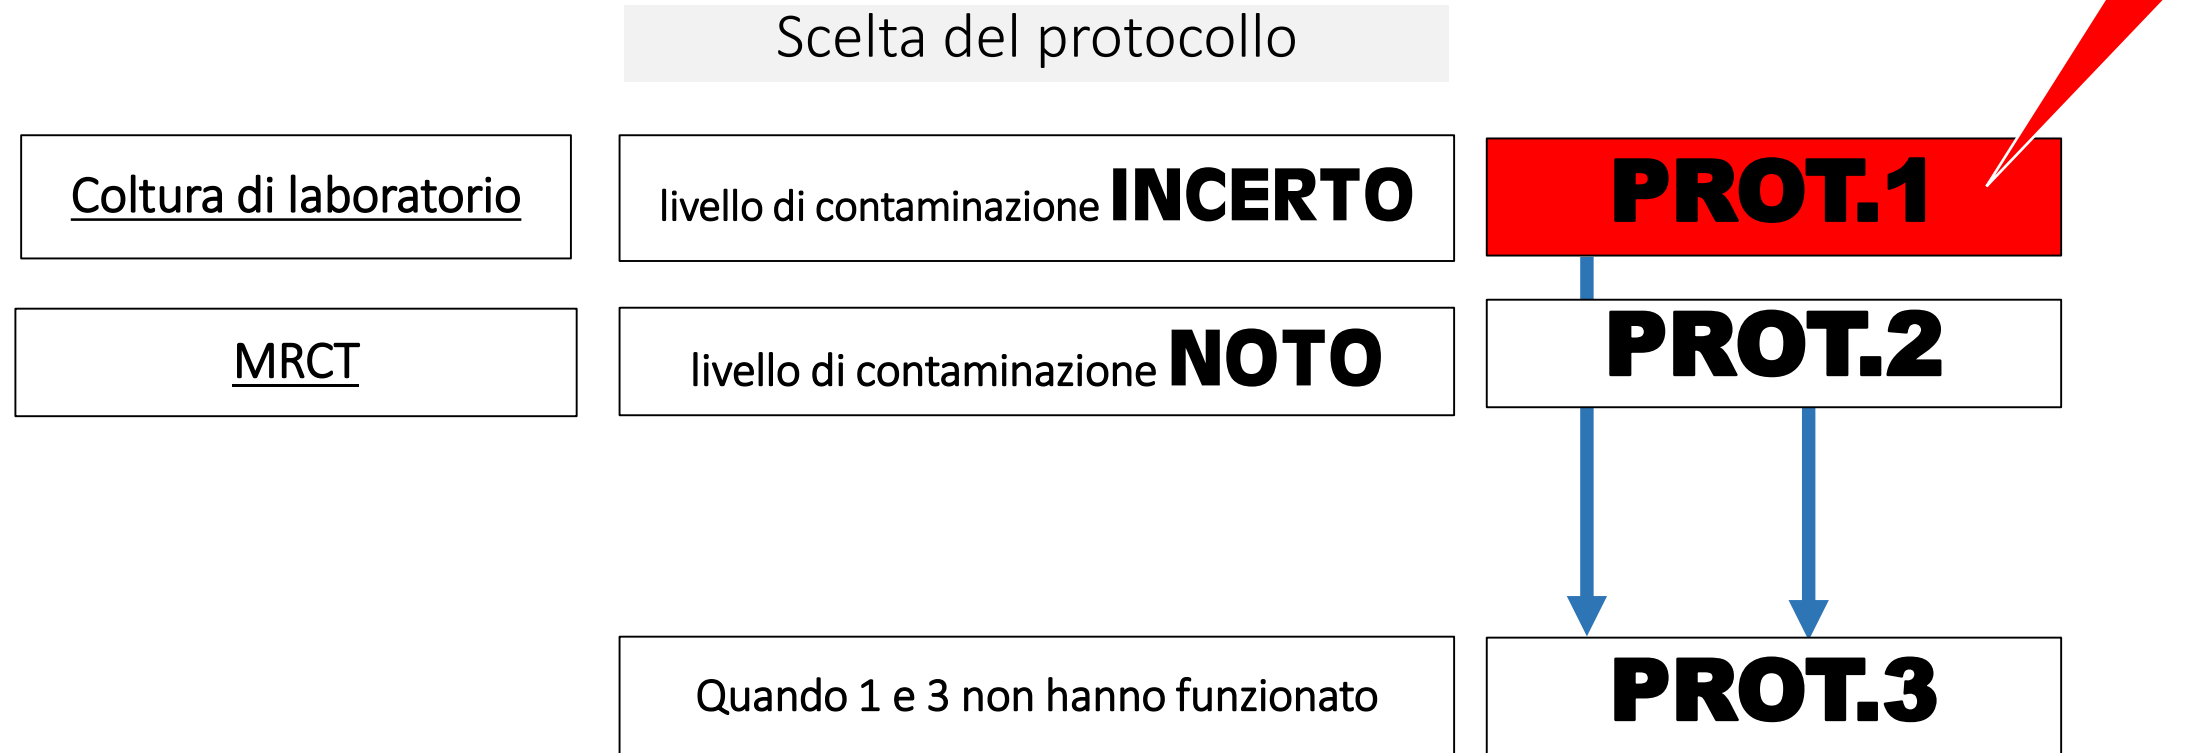 Scelta del protocollo
Coltura di laboratorio
livello di contaminazione INCERTO
PROT.1
MRCT
livello di contaminazione NOTO
PROT.2
Quando 1 e 3 non hanno funzionato
PROT.3